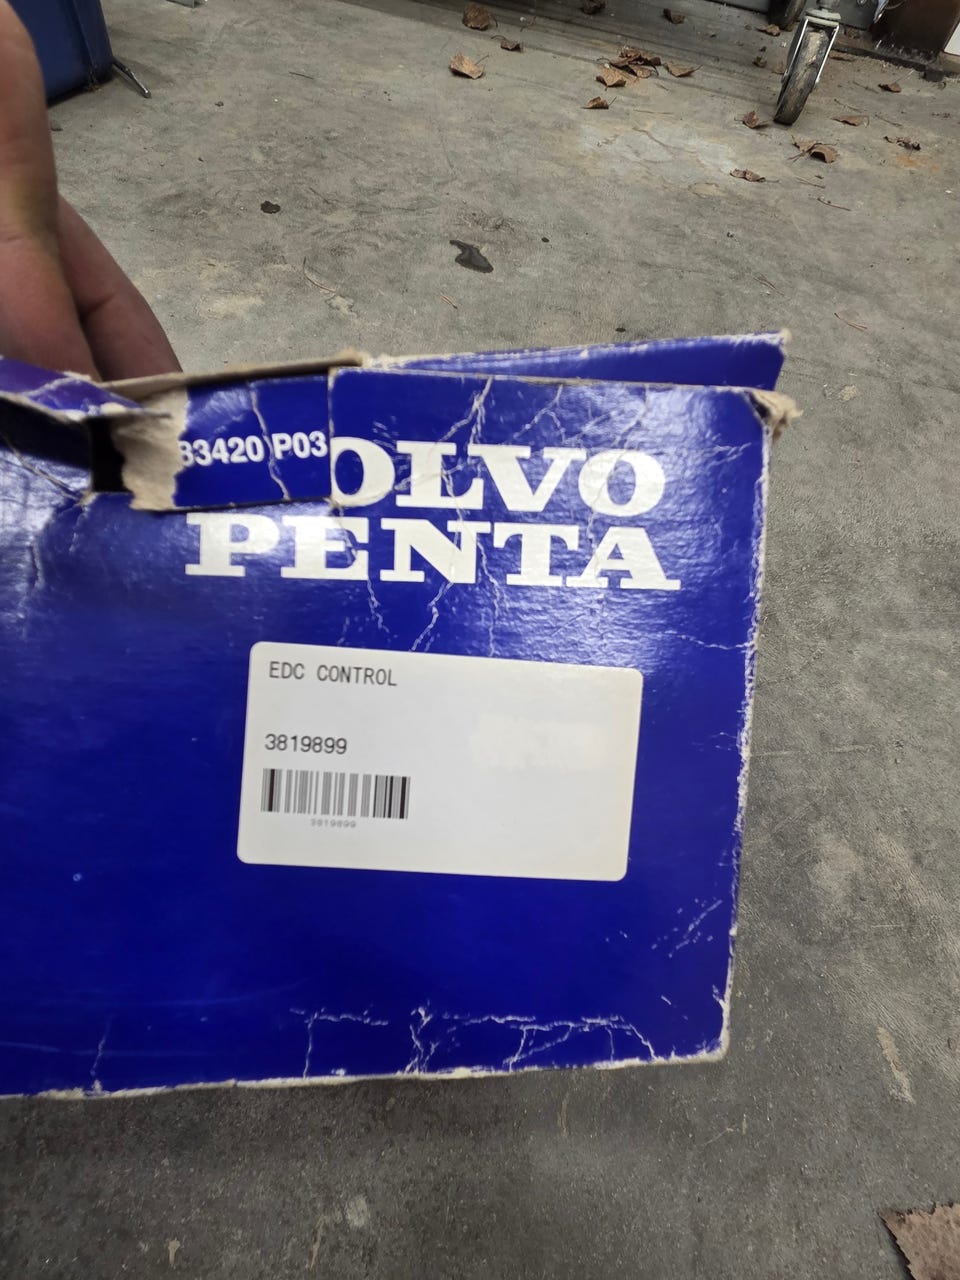 83420 P03
OLVO
PENTA
EDC CONTROL
3819899
3819899